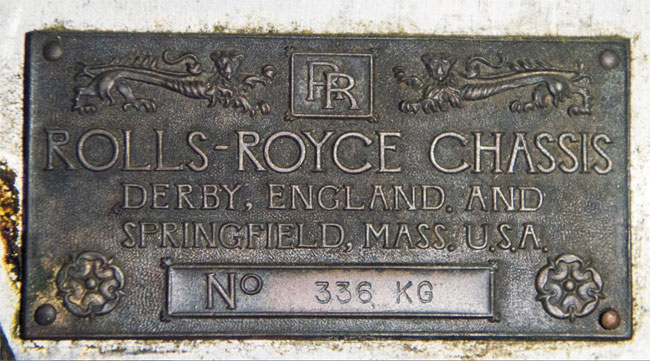 RR
ROLLS-ROYCE CHASSIS
DERBY, ENGLAND. AND
SPRINGFIELD, MASS. U.S.A.
No 336 KG